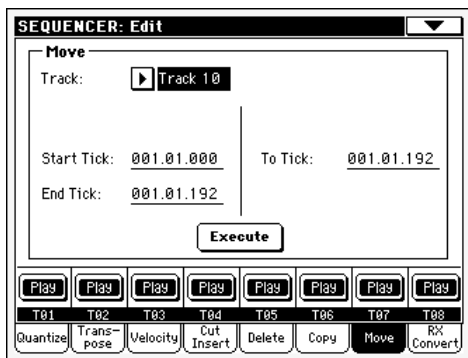 SEQUENCER: Edit
Move
Track: Track 10
Start Tick: 001.01.000 To Tick: 001.01.192
End Tick: 001.01.192
Execute
Play Play Play Play Play Play Play Play
T01 T02 T03 T04 T05 T06 T07 T08
Quantize Trans-pose Velocity Cut Insert Delete Copy Move RX Convert